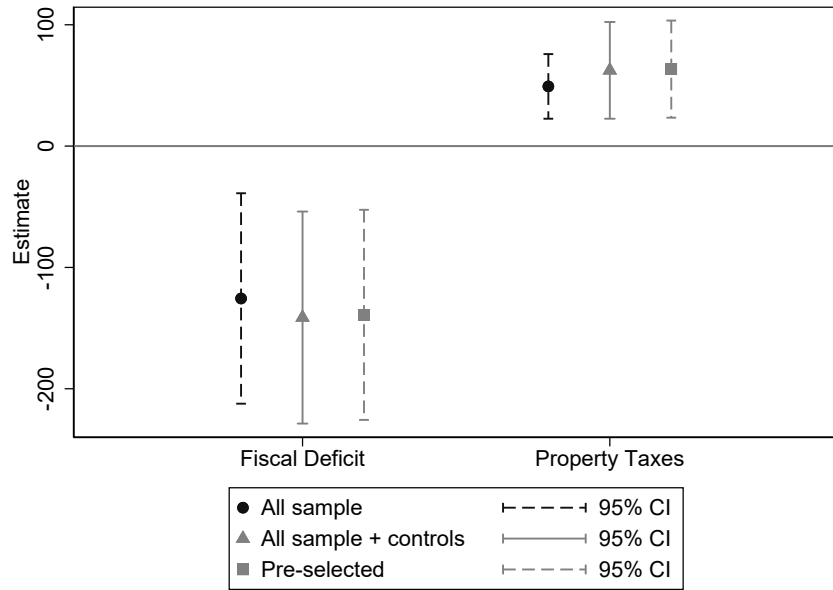 100
0
-100
-200
Estimate
Fiscal Deficit Property Taxes
All sample 95% CI
All sample + controls 95% CI
Pre-selected 95% CI